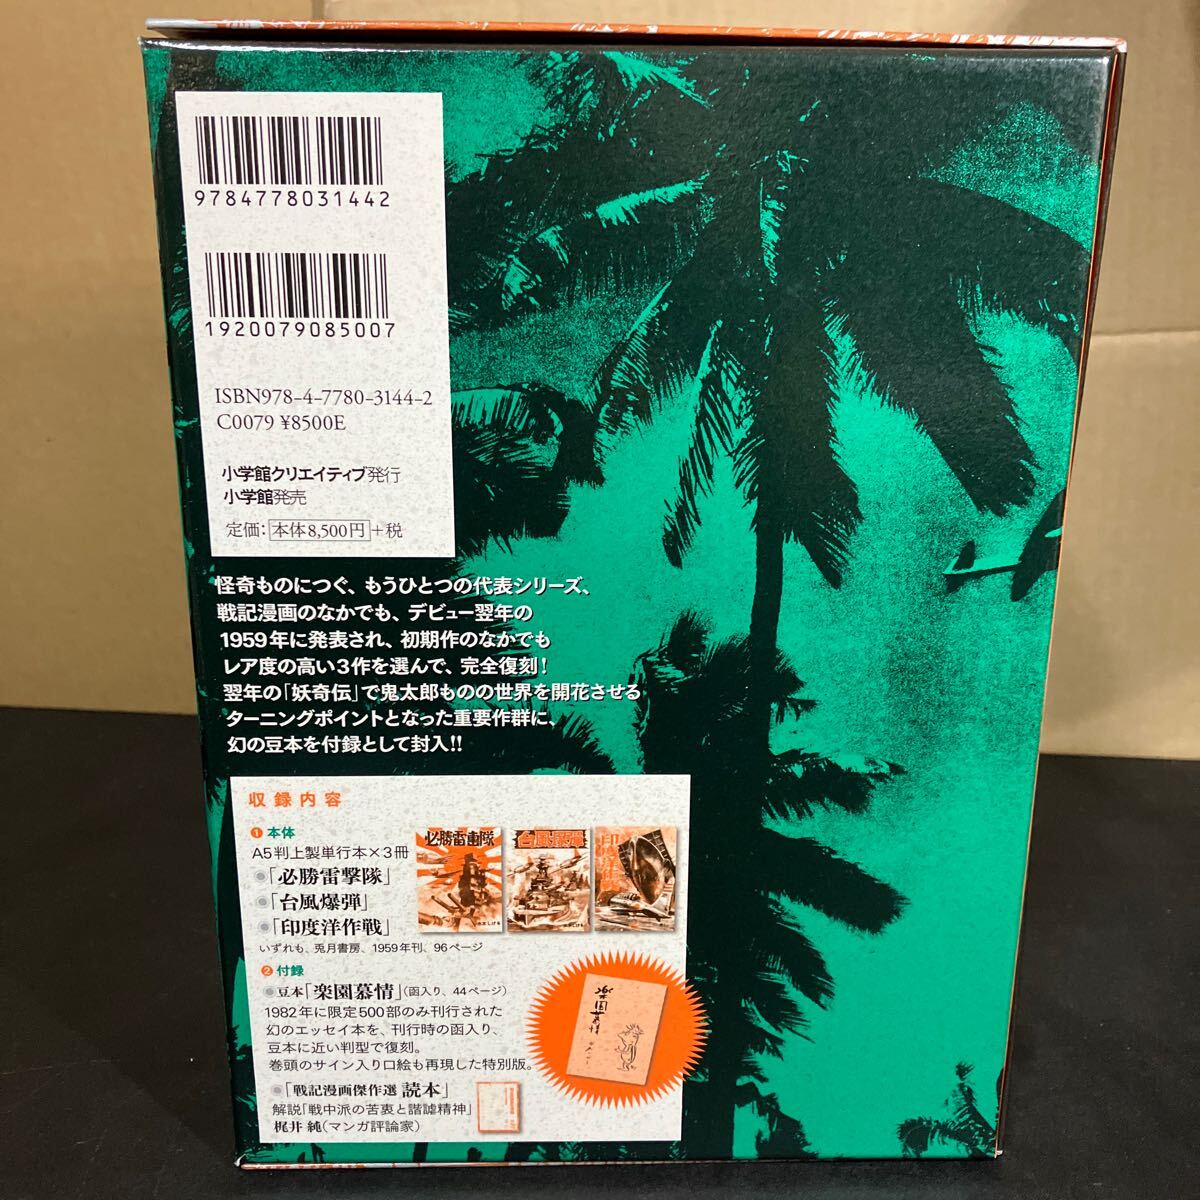 9784778031442
1920079085007
ISBN978-4-7780-3144-2
C0079 ¥8500E
小学館クリエイティブ発行
小学館発売
定価：本体8,500円+税
怪奇ものにつぐ、もうひとつの代表シリーズ、
戦記漫画のなかでも、デビュー翌年の
1959年に発表され、初期作のなかでも
レア度の高い3作を選んで、完全復刻！
翌年の「妖奇伝」で鬼太郎ものの世界を開花させる
ターニングポイントとなった重要作群に、
幻の豆本を付録として封入!!
収録内容
❶本体
A5判上製単行本×3冊
●「必勝雷撃隊」
●「台風爆弾」
●「印度洋作戦」
いずれも、兎月書房、1959年刊、96ページ
必勝雷撃隊
台風爆弾
❷付録
●豆本「楽園慕情」（函入り、44ページ）
1982年に限定500部のみ刊行された
幻のエッセイ本を、刊行時の函入り、
豆本に近い判型で復刻。
巻頭のサイン入り口絵も再現した特別版。
楽園慕情
●「戦記漫画傑作選 読本」
解説「戦中派の苦衷と諧謔精神」
梶井 純（マンガ評論家）